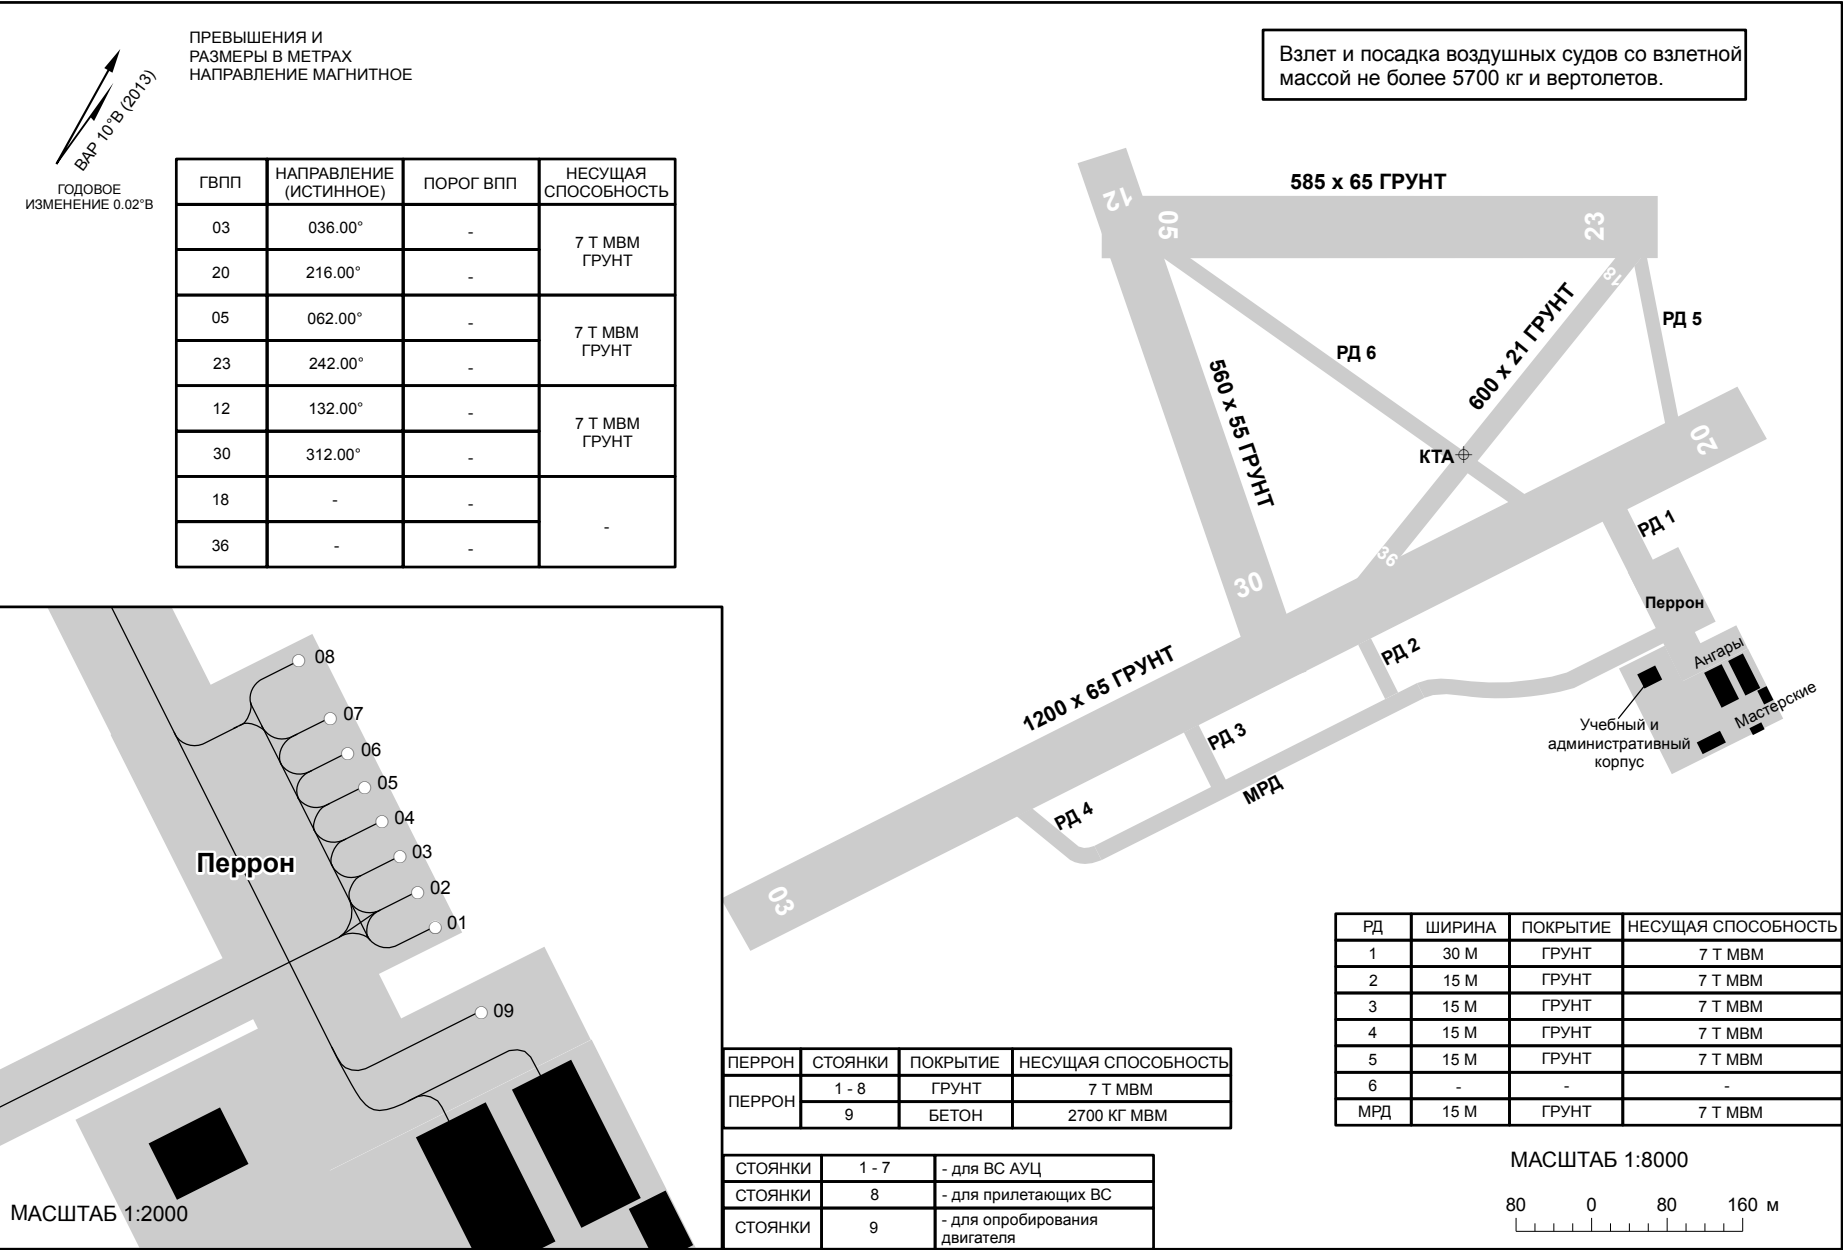 ПРЕВЫШЕНИЯ И
РАЗМЕРЫ В МЕТРАХ
НАПРАВЛЕНИЕ МАГНИТНОЕ
ВАР 10°В (2013)
ГОДОВОЕ
ИЗМЕНЕНИЕ 0.02°В
Взлет и посадка воздушных судов со взлетной
массой не более 5700 кг и вертолетов.
ГВПП НАПРАВЛЕНИЕ (ИСТИННОЕ) ПОРОГ ВПП НЕСУЩАЯ СПОСОБНОСТЬ
03 036.00° - 7 Т МВМ ГРУНТ
20 216.00° -
05 062.00° - 7 Т МВМ ГРУНТ
23 242.00° -
12 132.00° - 7 Т МВМ ГРУНТ
30 312.00° -
18 - - -
36 - -
585 x 65 ГРУНТ
12
05
23
18
РД 5
РД 6
600 x 21 ГРУНТ
560 x 55 ГРУНТ
КТА
20
РД 1
36
30
Перрон
РД 2
Ангары
1200 x 65 ГРУНТ
Мастерские
РД 3
Учебный и
административный
корпус
МРД
РД 4
03
08
07
06
05
04
03
02
01
Перрон
09
МАСШТАБ 1:2000
РД ШИРИНА ПОКРЫТИЕ НЕСУЩАЯ СПОСОБНОСТЬ
1 30 М ГРУНТ 7 Т МВМ
2 15 М ГРУНТ 7 Т МВМ
3 15 М ГРУНТ 7 Т МВМ
4 15 М ГРУНТ 7 Т МВМ
5 15 М ГРУНТ 7 Т МВМ
6 - - -
МРД 15 М ГРУНТ 7 Т МВМ
ПЕРРОН СТОЯНКИ ПОКРЫТИЕ НЕСУЩАЯ СПОСОБНОСТЬ
ПЕРРОН 1 - 8 ГРУНТ 7 Т МВМ
9 БЕТОН 2700 КГ МВМ
СТОЯНКИ 1 - 7 - для ВС АУЦ
СТОЯНКИ 8 - для прилетающих ВС
СТОЯНКИ 9 - для опробирования
двигателя
МАСШТАБ 1:8000
80 0 80 160 м